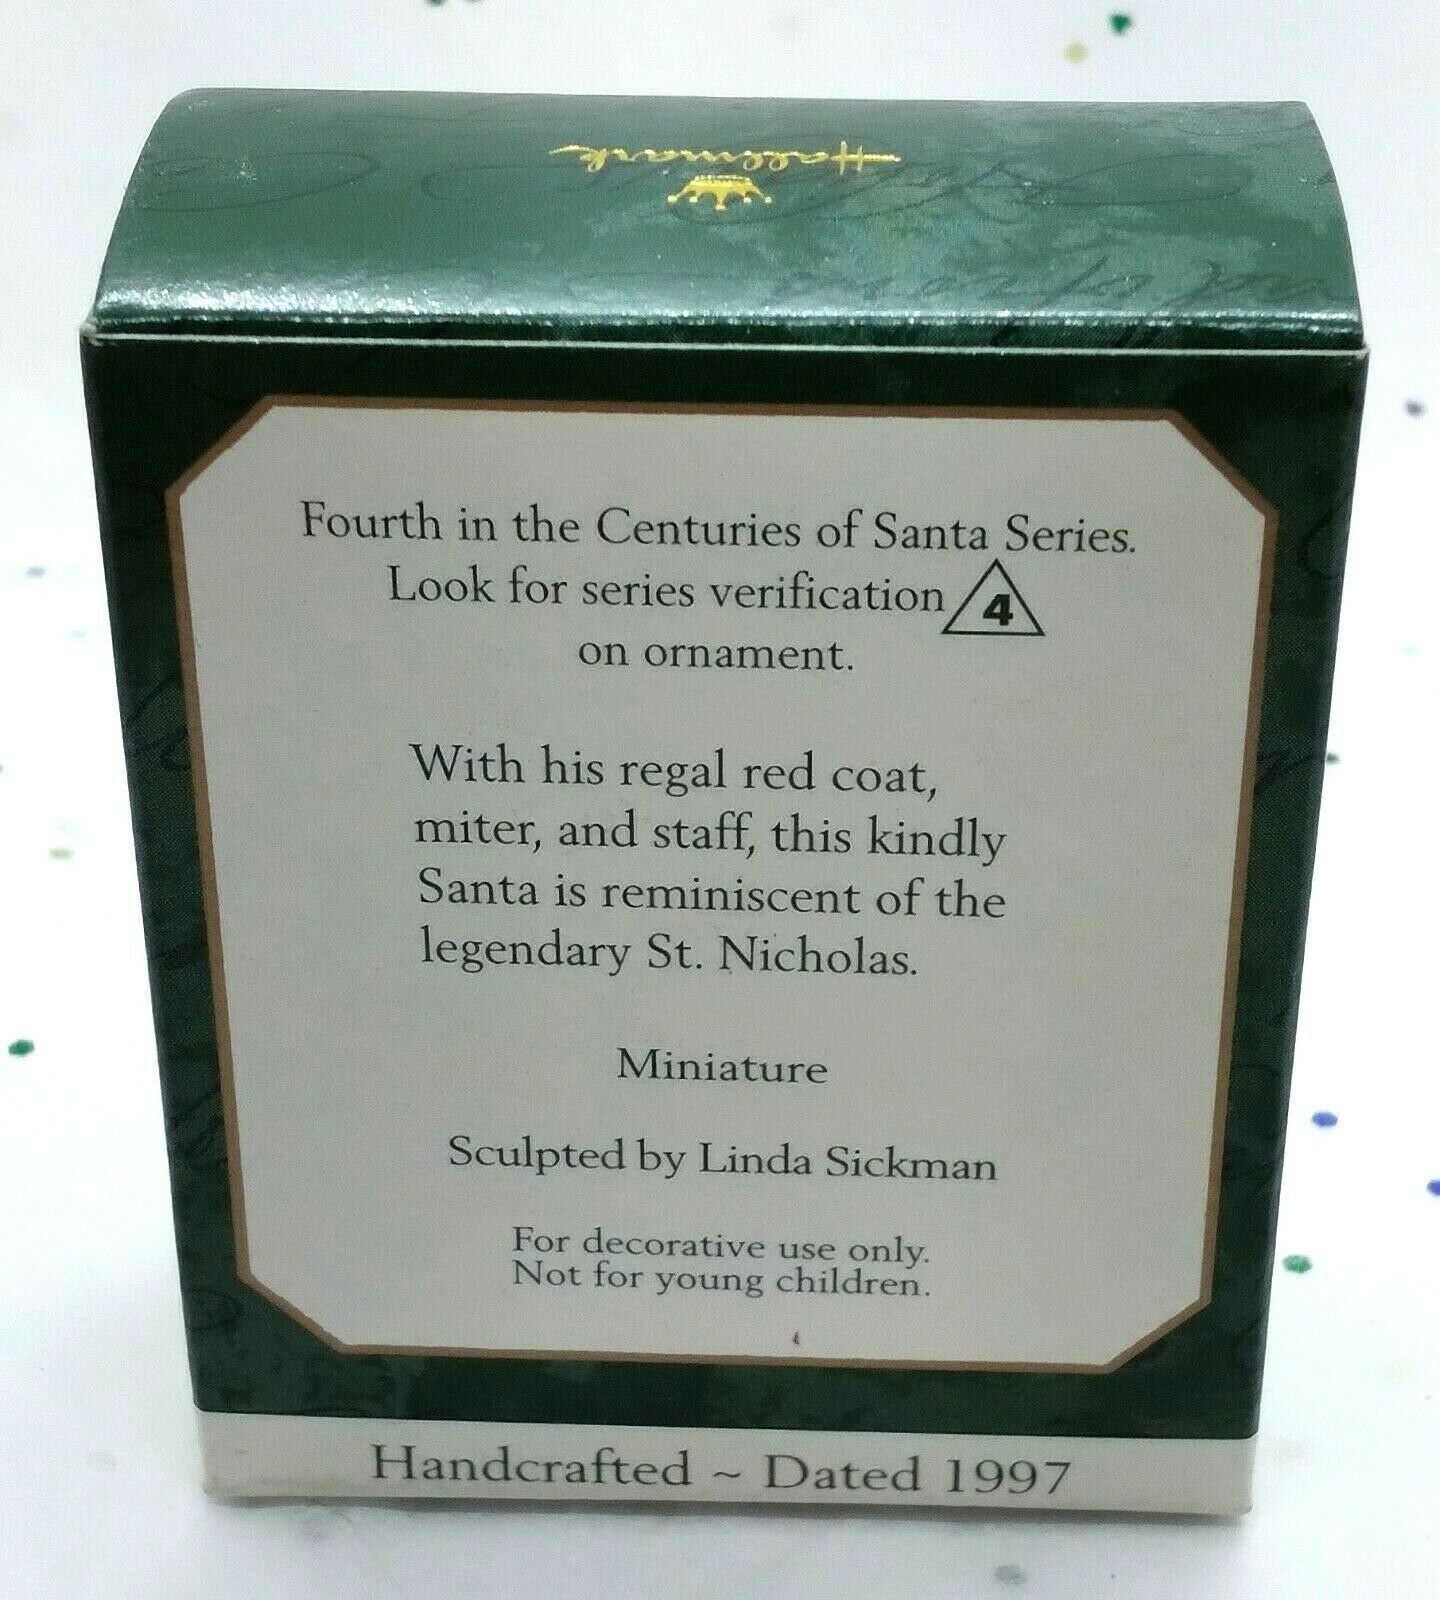 Hallmark
Fourth in the Centuries of Santa Series.
Look for series verification 4
on ornament.
With his regal red coat,
miter, and staff, this kindly
Santa is reminiscent of the
legendary St. Nicholas.
Miniature
Sculpted by Linda Sickman
For decorative use only.
Not for young children.
Handcrafted ~ Dated 1997